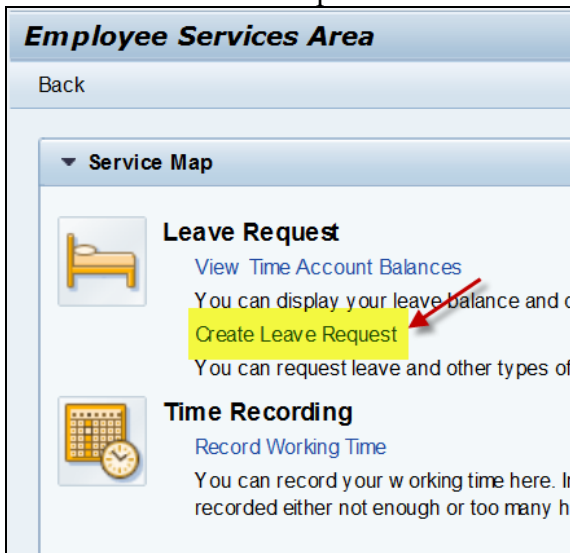 Employee Services Area
Back
Service Map
Leave Request
View Time Account Balances
You can display your leave balance and
Create Leave Request
You can request leave and other types of
Time Recording
Record Working Time
You can record your working time here.
recorded either not enough or too many